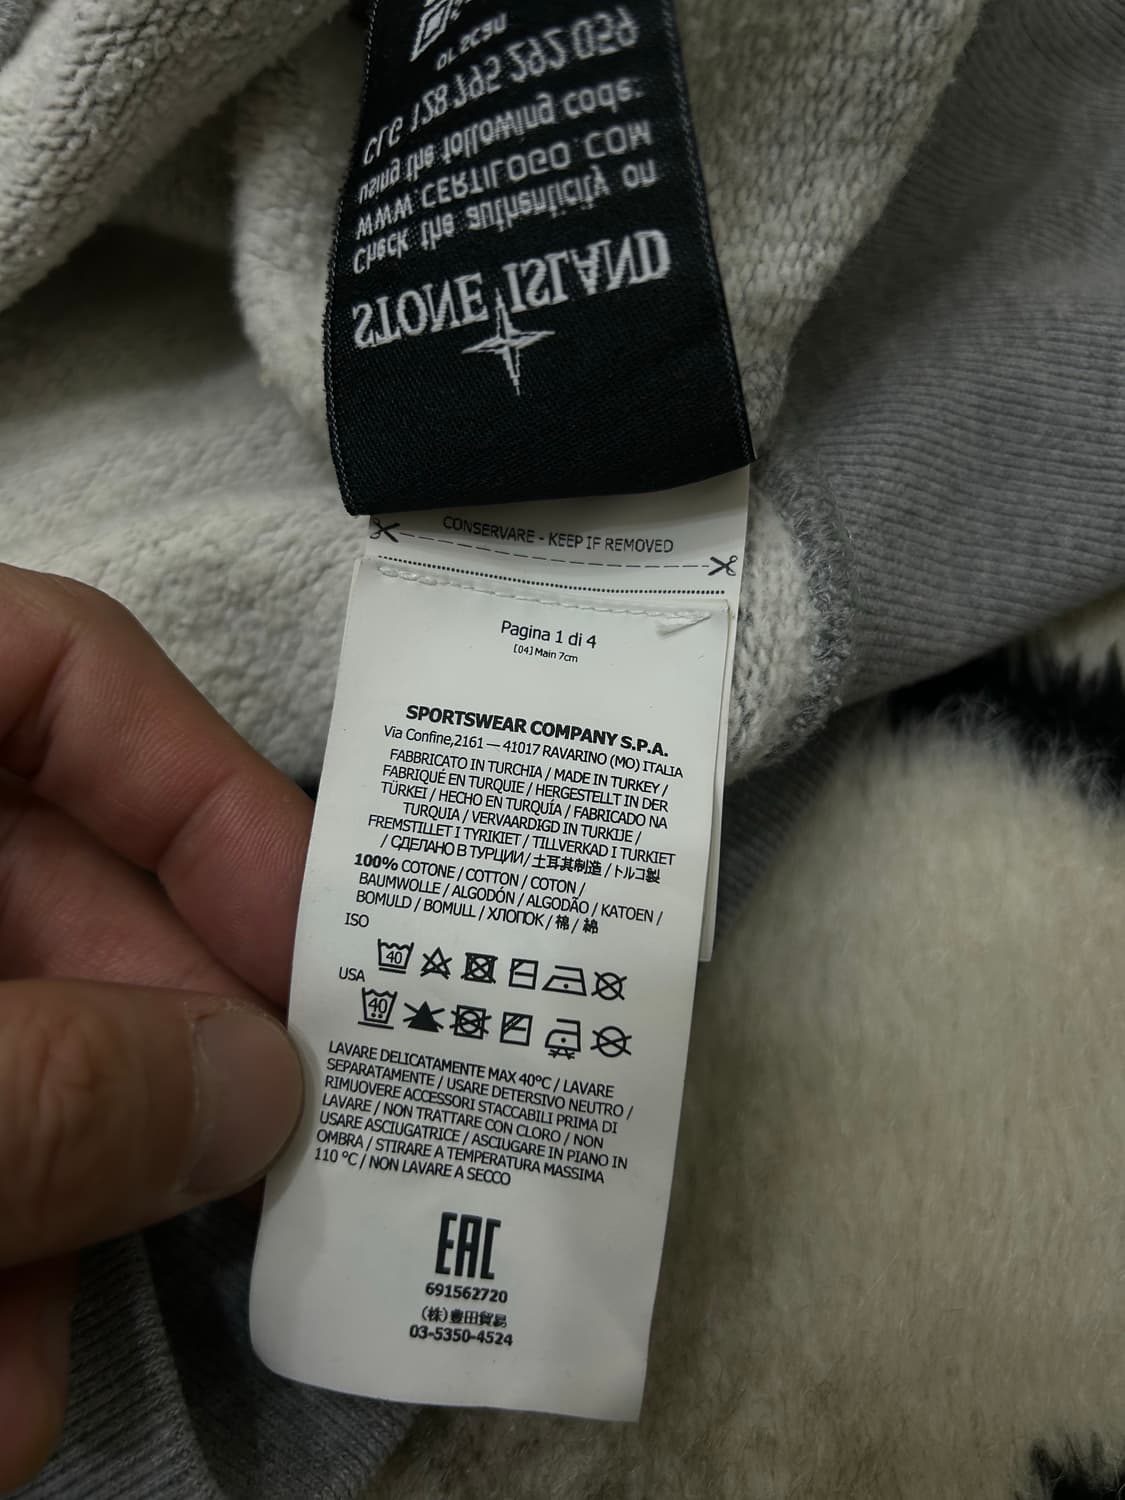 OR scan
CLG 128 795 262 059
using the following code:
WWW.CERTILOGO.COM
Check the authenticity on
STONE ISLAND
CONSERVARE - KEEP IF REMOVED
Pagina 1 di 4
[04] Main 7cm
SPORTSWEAR COMPANY S.P.A.
Via Confine,2161 — 41017 RAVARINO (MO) ITALIA
FABBRICATO IN TURCHIA / MADE IN TURKEY /
FABRIQUÉ EN TURQUIE / HERGESTELLT IN DER
TÜRKEI / HECHO EN TURQUÍA / FABRICADO NA
TURQUIA / VERVAARDIGD IN TURKIJE /
FREMSTILLET I TYRIKIET / TILLVERKAD I TURKIET
/ СДЕЛАНО В ТУРЦИИ / 土耳其制造 / トルコ製
100% COTONE / COTTON / COTON /
BAUMWOLLE / ALGODÓN / ALGODÃO / KATOEN /
BOMULD / BOMULL / ХЛОПОК / 棉 / 綿
ISO
40
USA
40
LAVARE DELICATAMENTE MAX 40°C / LAVARE
SEPARATAMENTE / USARE DETERSIVO NEUTRO /
RIMUOVERE ACCESSORI STACCABILI PRIMA DI
LAVARE / NON TRATTARE CON CLORO / NON
USARE ASCIUGATRICE / ASCIUGARE IN PIANO IN
OMBRA / STIRARE A TEMPERATURA MASSIMA
110 °C / NON LAVARE A SECCO
EAC
691562720
(株)豊田貿易
03-5350-4524